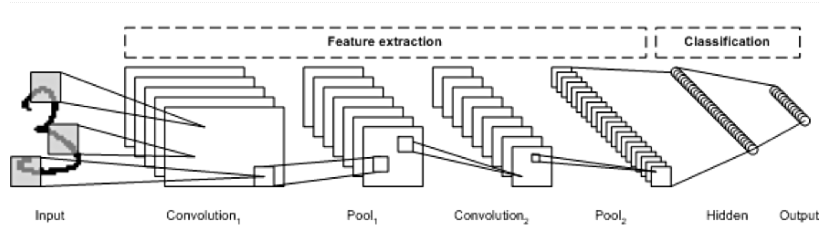 Feature extraction Classification
Input Convolution₁ Pool₁ Convolution₂ Pool₂ Hidden Output